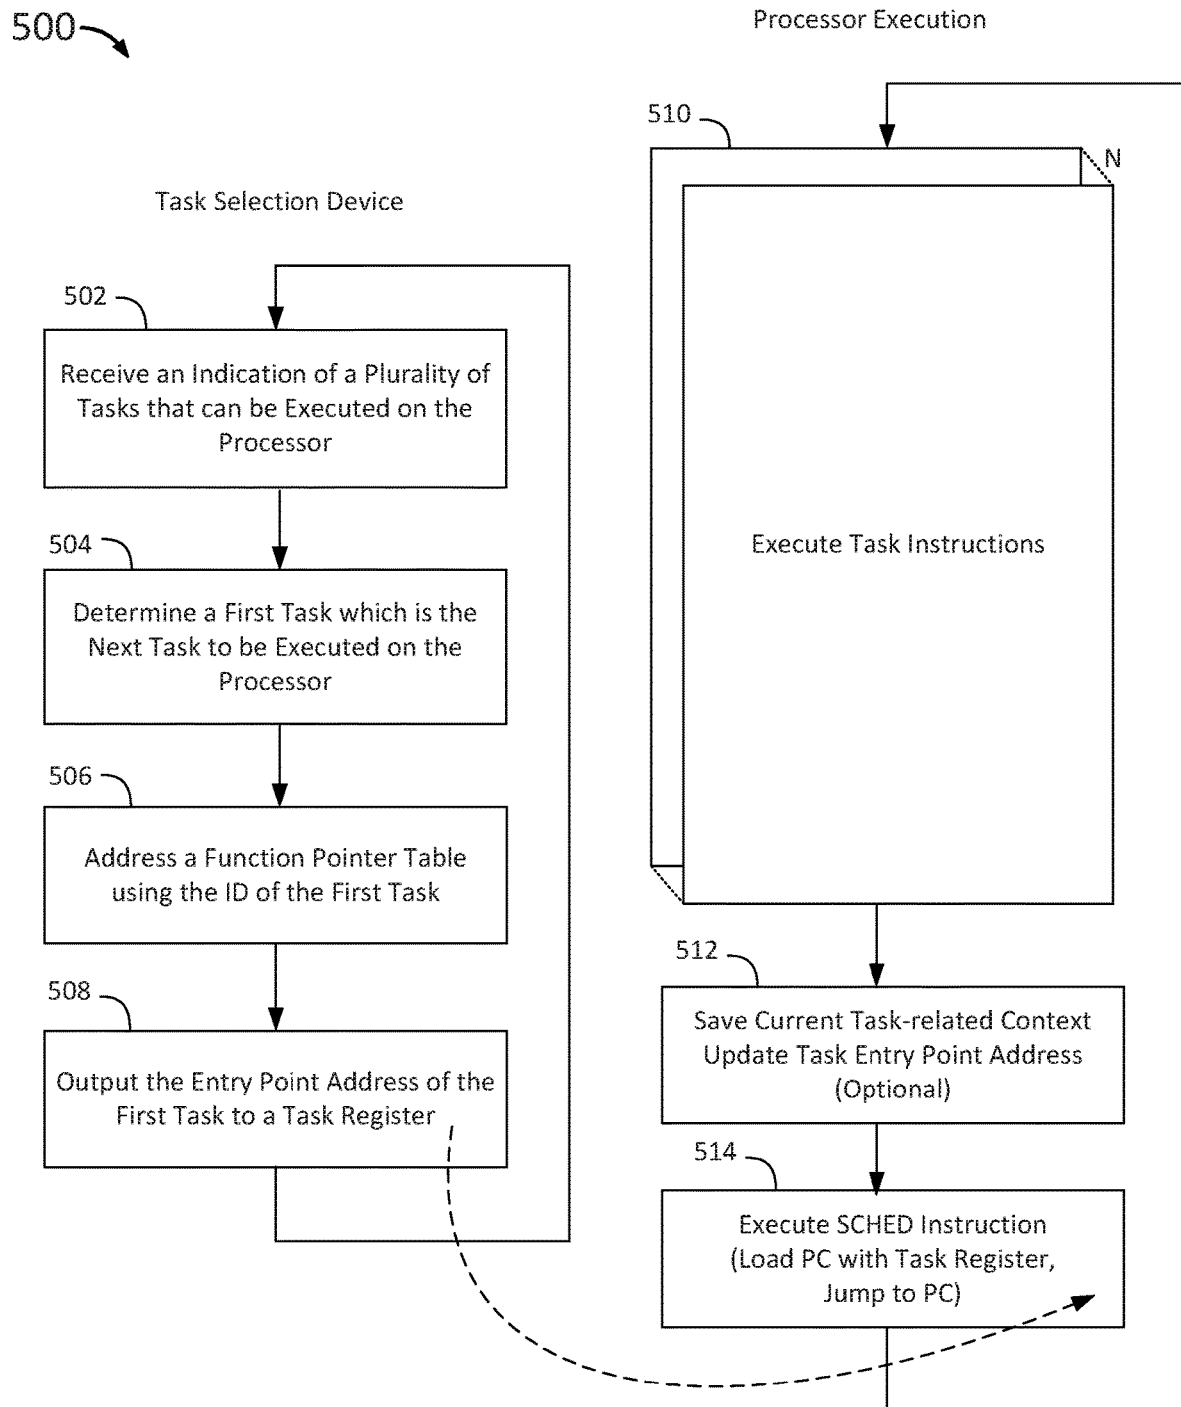 500
Processor Execution
510
N
Task Selection Device
502
Receive an Indication of a Plurality of
Tasks that can be Executed on the
Processor
504
Determine a First Task which is the
Next Task to be Executed on the
Processor
506
Address a Function Pointer Table
using the ID of the First Task
508
Output the Entry Point Address of the
First Task to a Task Register
Execute Task Instructions
512
Save Current Task-related Context
Update Task Entry Point Address
(Optional)
514
Execute SCHED Instruction
(Load PC with Task Register,
Jump to PC)